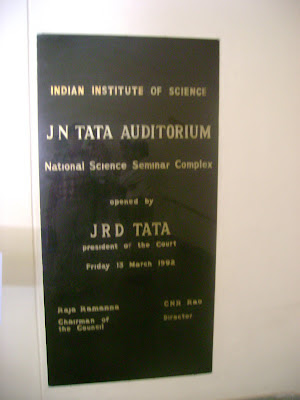 INDIAN INSTITUTE OF SCIENCE
J N TATA AUDITORIUM
National Science Seminar Complex
opened by
J R D TATA
president of the Court
Friday 13 March 1992
Raja Ramanna
CNR Rao
Chairman of
Director
the Council